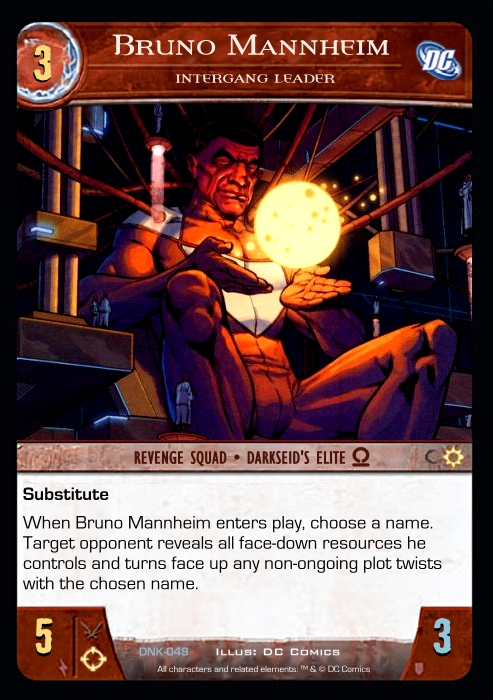 3
BRUNO MANNHEIM
DC
INTERGANG LEADER
REVENGE SQUAD • DARKSEID'S ELITE Ω
Substitute
When Bruno Mannheim enters play, choose a name.
Target opponent reveals all face-down resources he
controls and turns face up any non-ongoing plot twists
with the chosen name.
5
3
DNK-049 ILLUS: DC COMICS
All characters and related elements: ™ & © DC Comics